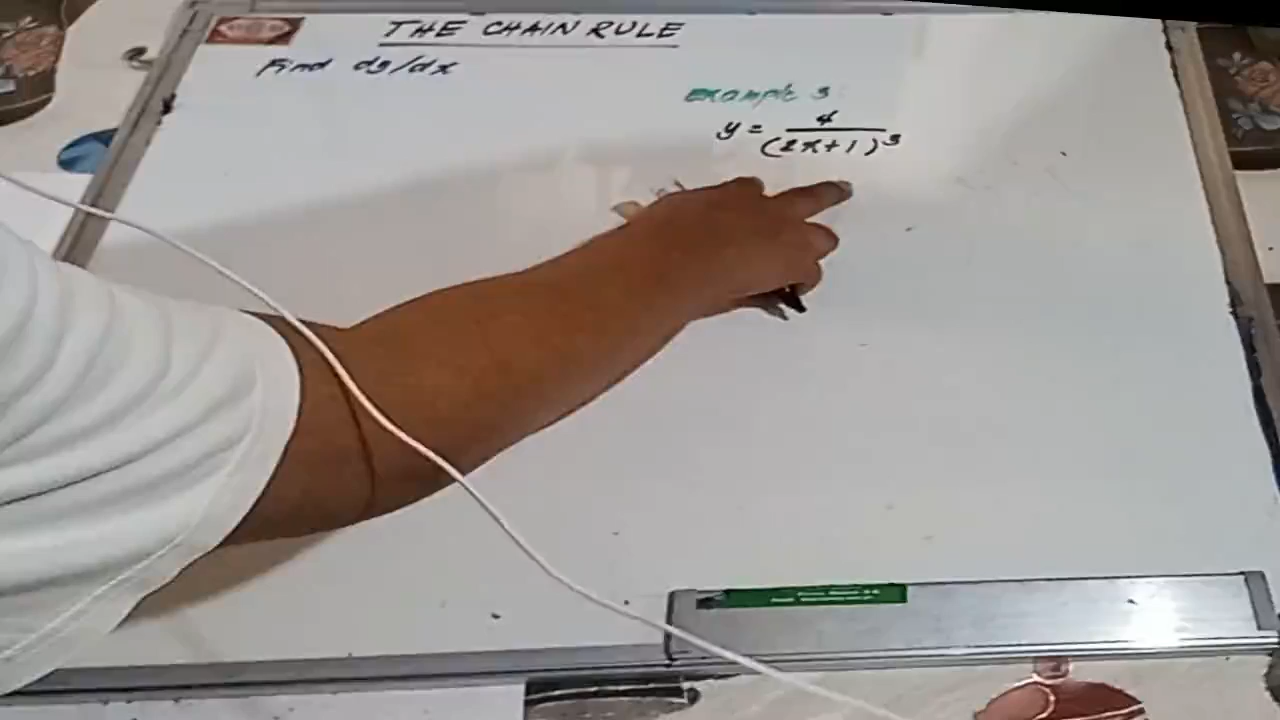 THE CHAIN RULE
Find dy/dx
example 3
y = 4 / (2x+1)³